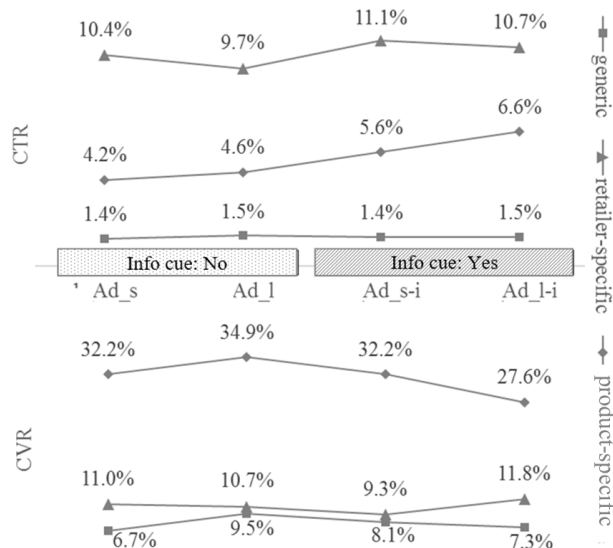 10.4%
9.7%
11.1%
10.7%
4.2%
4.6%
5.6%
6.6%
1.4%
1.5%
1.4%
1.5%
CTR
Info cue: No
Info cue: Yes
Ad_s
Ad_l
Ad_s-i
Ad_l-i
32.2%
34.9%
32.2%
27.6%
11.0%
10.7%
9.3%
11.8%
6.7%
9.5%
8.1%
7.3%
CVR
generic
retailer-specific
product-specific